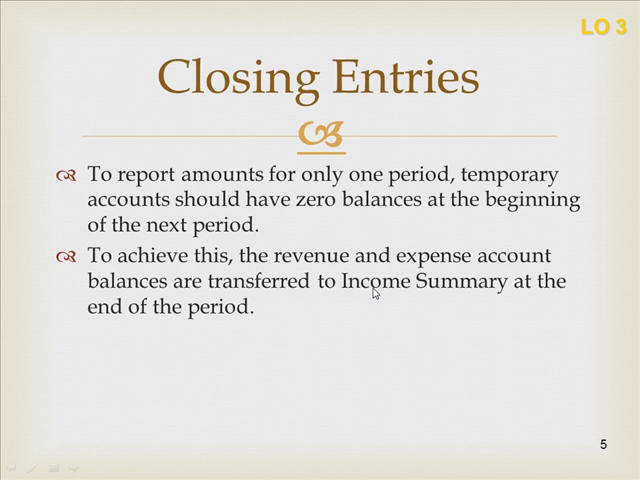 LO 3
Closing Entries
To report amounts for only one period, temporary
accounts should have zero balances at the beginning
of the next period.
To achieve this, the revenue and expense account
balances are transferred to Income Summary at the
end of the period.
5